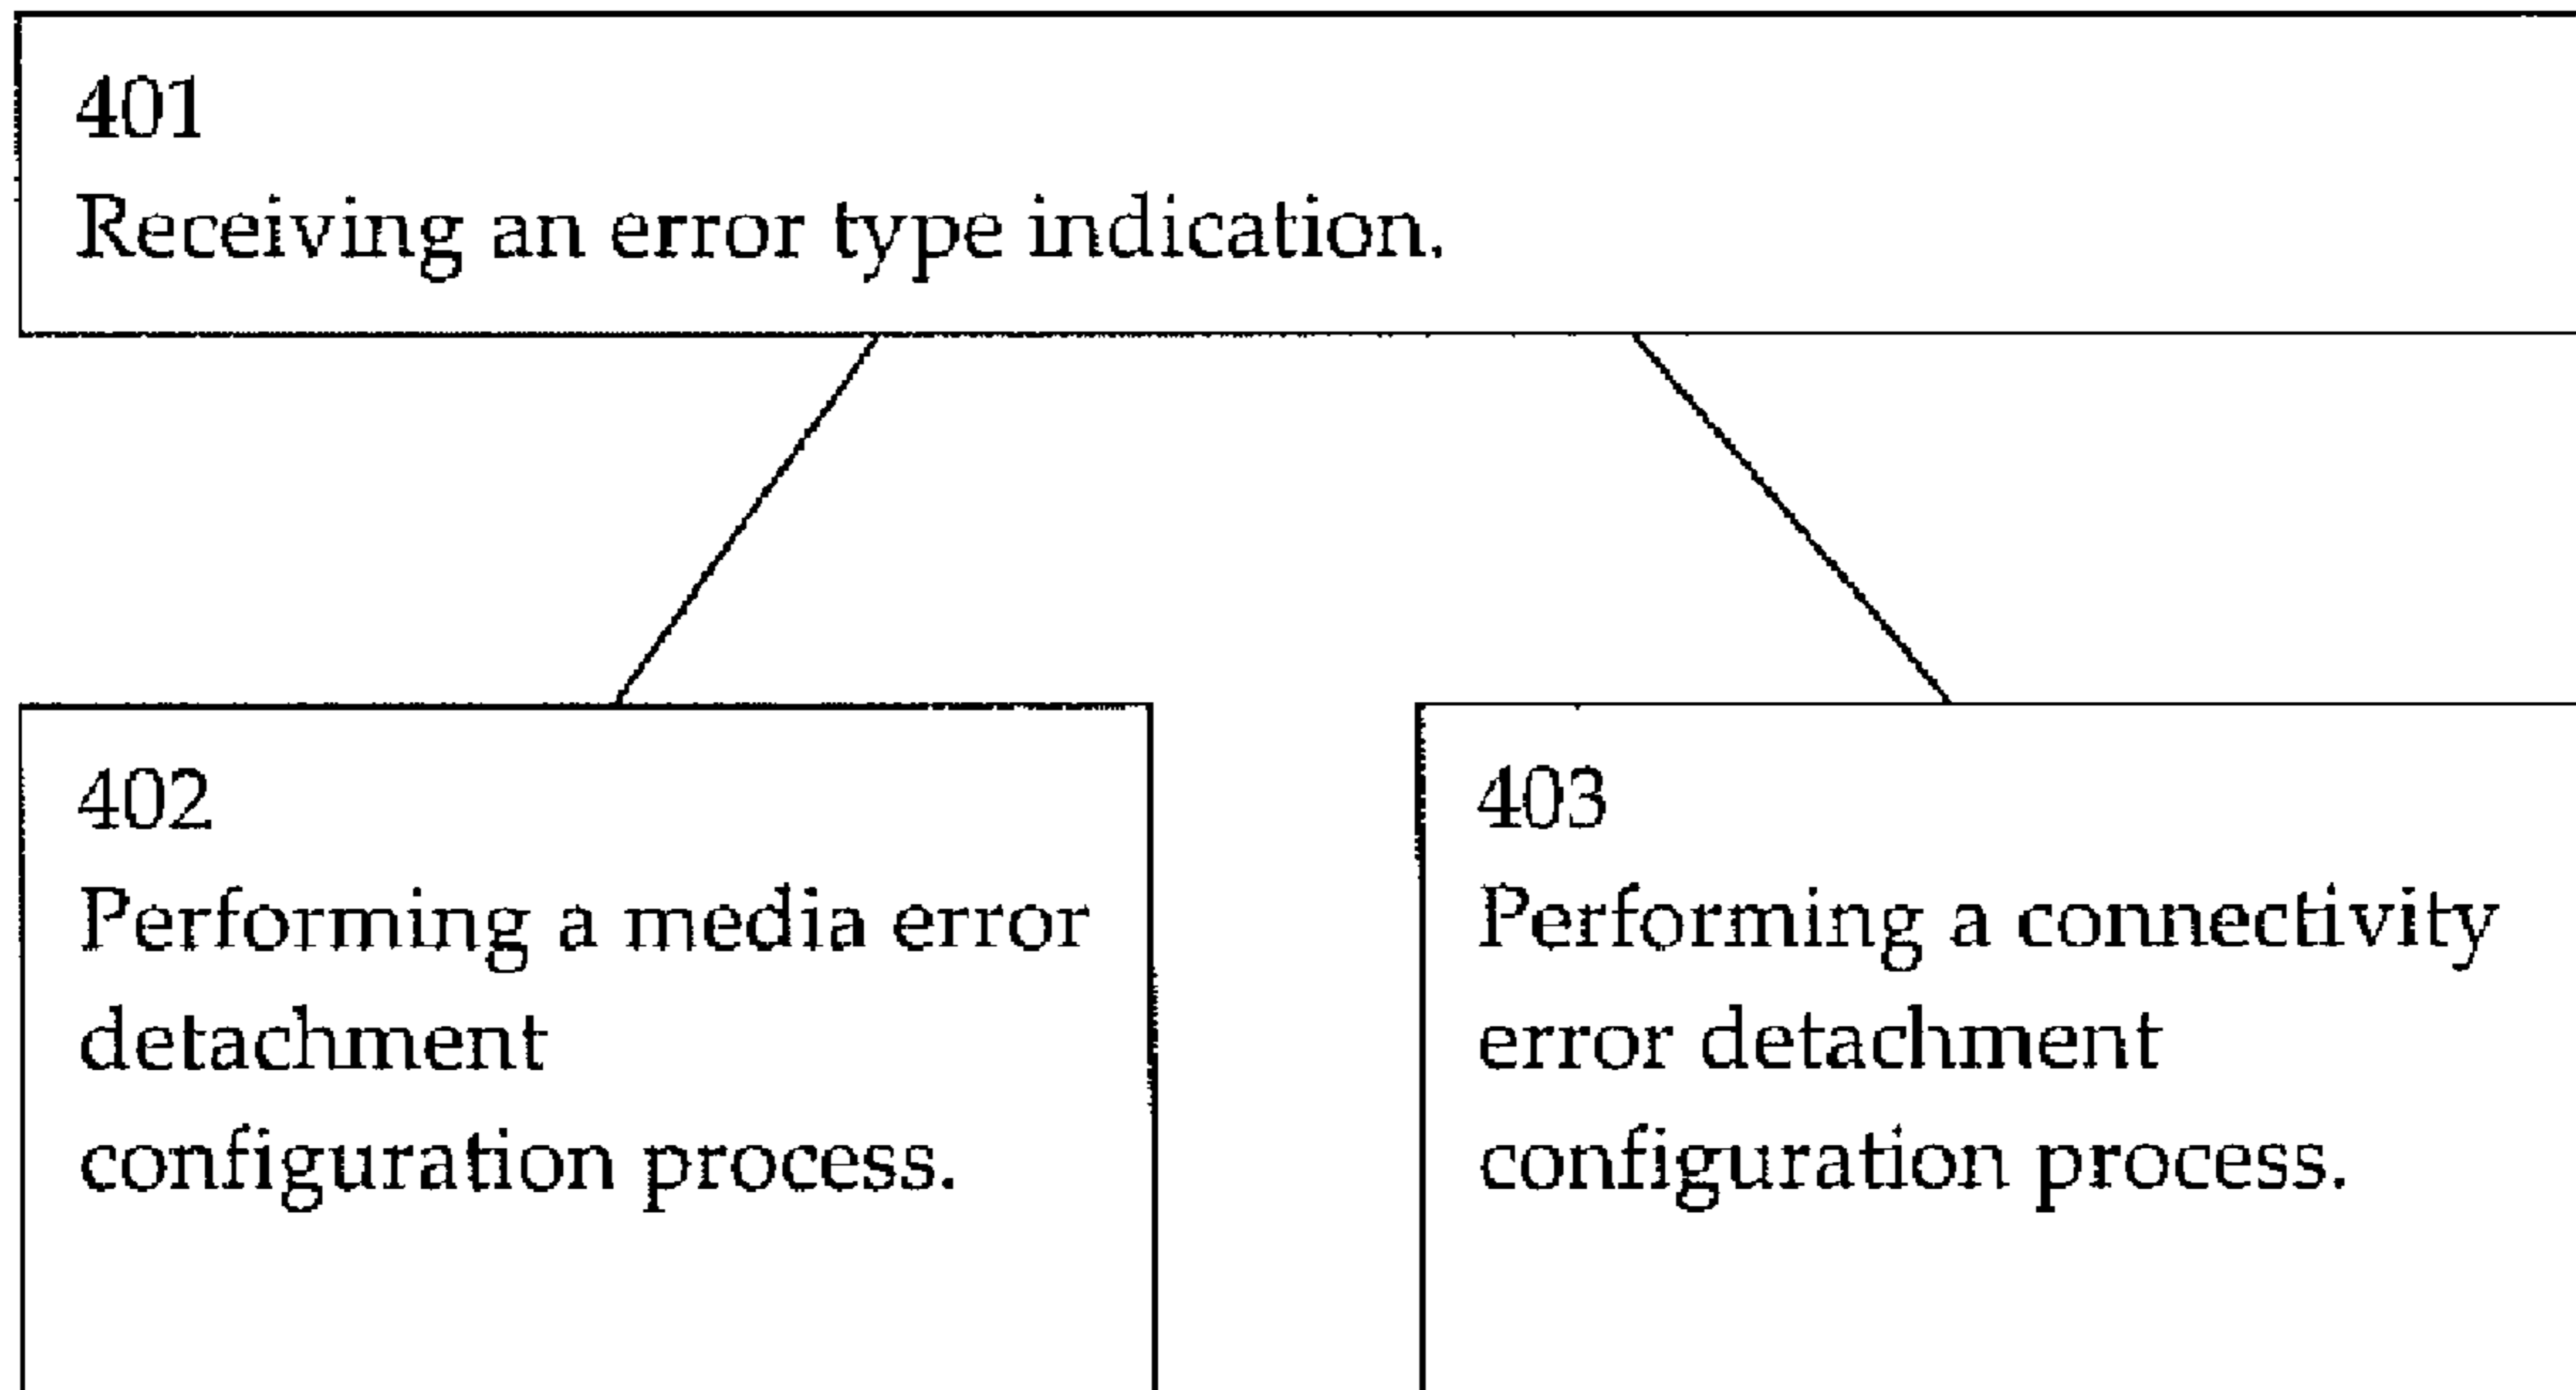 401
Receiving an error type indication.
402
Performing a media error
detachment
configuration process.
403
Performing a connectivity
error detachment
configuration process.